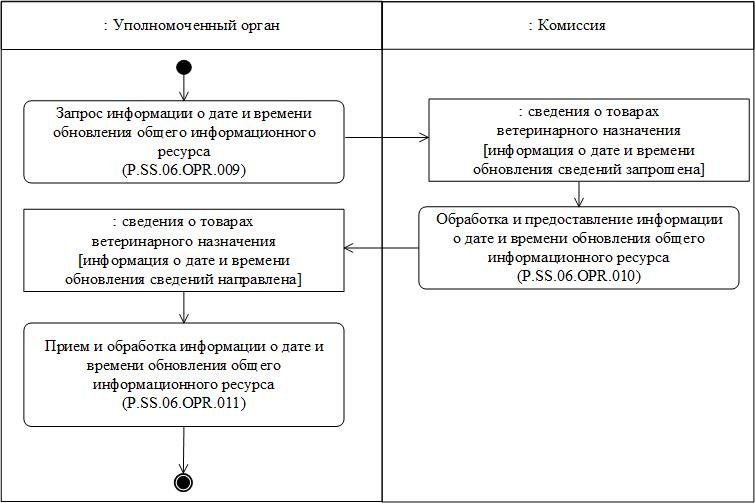 : Уполномоченный орган
: Комиссия
Запрос информации о дате и времени
обновления общего информационного
ресурса
(P.SS.06.OPR.009)
: сведения о товарах
ветеринарного назначения
[информация о дате и времени
обновления сведений запрошена]
: сведения о товарах
ветеринарного назначения
[информация о дате и времени
обновления сведений направлена]
Обработка и предоставление информации
о дате и времени обновления общего
информационного ресурса
(P.SS.06.OPR.010)
Прием и обработка информации о дате и
времени обновления общего
информационного ресурса
(P.SS.06.OPR.011)